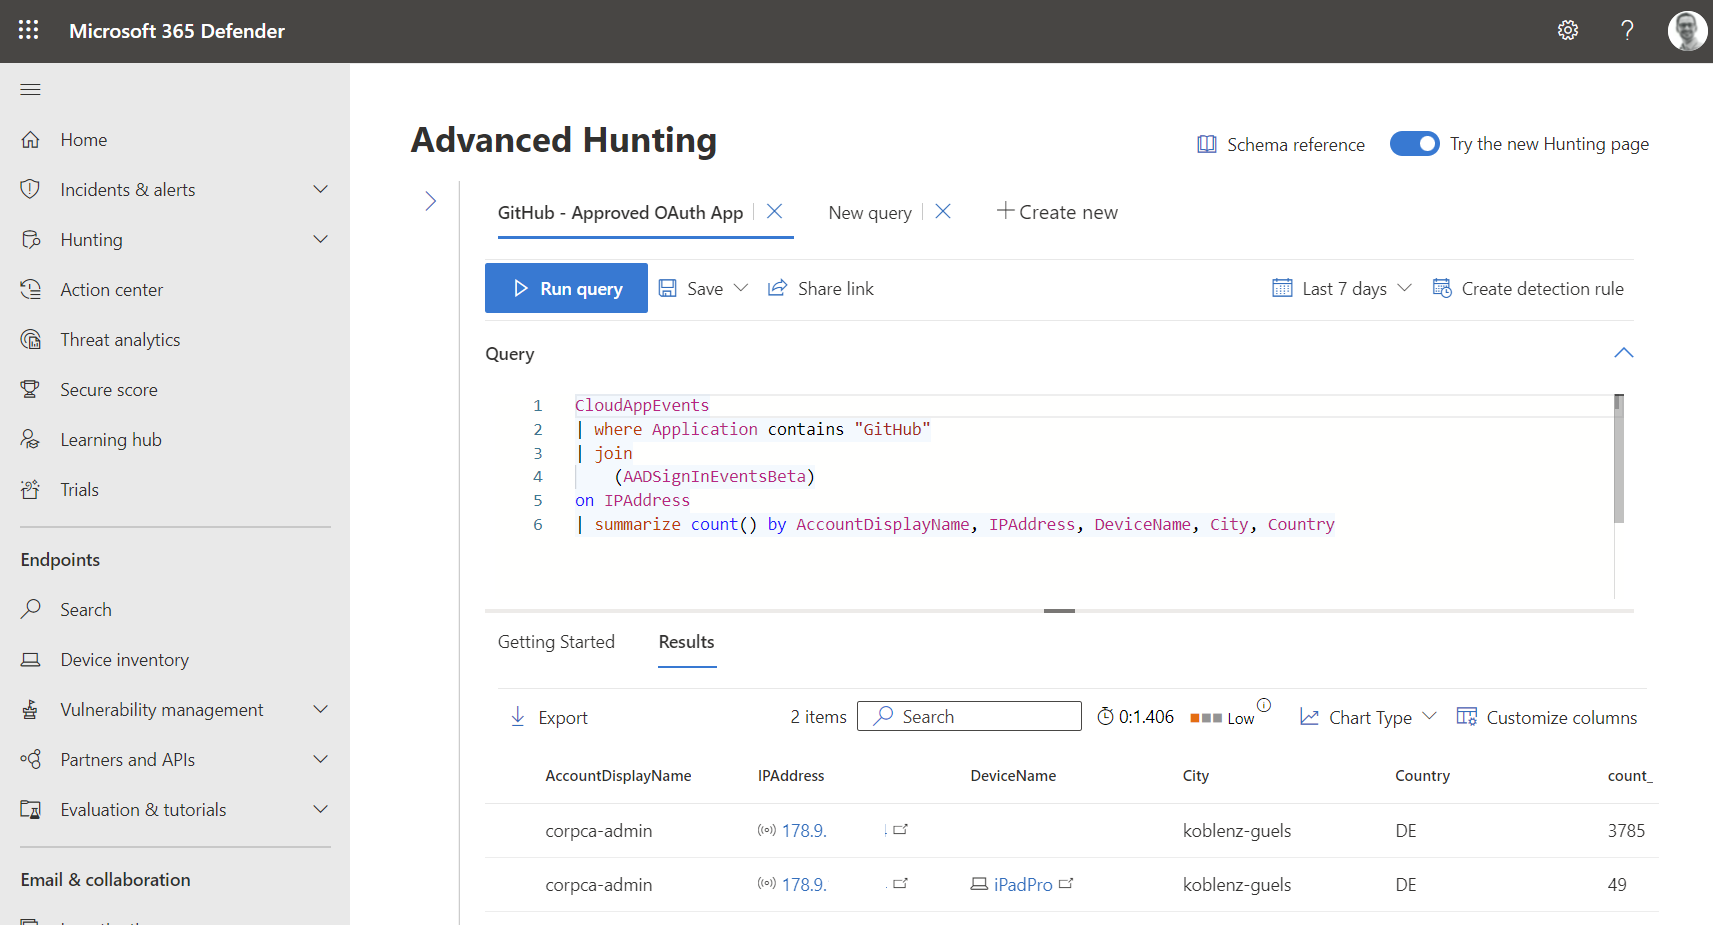 Microsoft 365 Defender
Home
Incidents & alerts
Hunting
Action center
Threat analytics
Secure score
Learning hub
Trials
Endpoints
Search
Device inventory
Vulnerability management
Partners and APIs
Evaluation & tutorials
Email & collaboration
Advanced Hunting
Schema reference
Try the new Hunting page
GitHub - Approved OAuth App
New query
Create new
Run query
Save
Share link
Last 7 days
Create detection rule
Query
1 CloudAppEvents
2 | where Application contains "GitHub"
3 | join
4 (AADSignInEventsBeta)
5 on IPAddress
6 | summarize count() by AccountDisplayName, IPAddress, DeviceName, City, Country
Getting Started Results
Export 2 items Search 0:1.406 Low Chart Type Customize columns
AccountDisplayName IPAddress DeviceName City Country count_
corpca-admin 178.9. koblenz-guels DE 3785
corpca-admin 178.9. iPadPro koblenz-guels DE 49